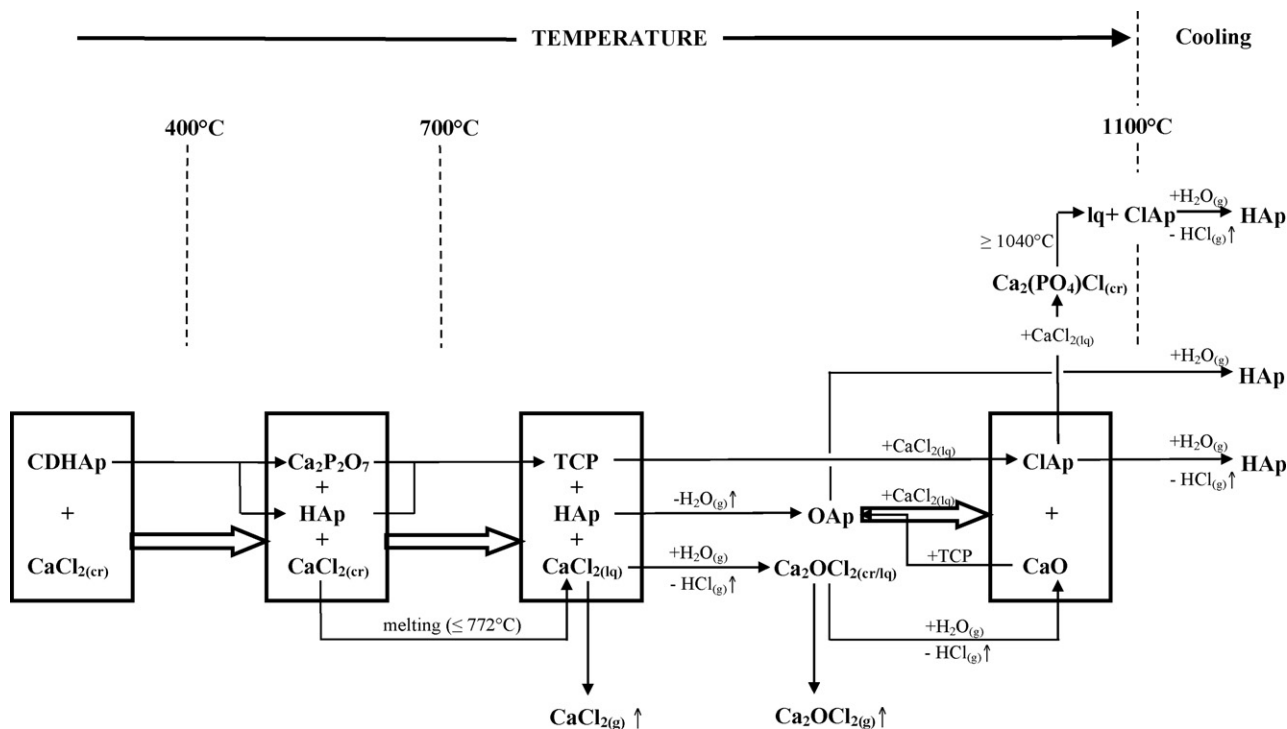 TEMPERATURE
Cooling
400°C
700°C
1100°C
lq+ ClAp
+H₂O(g)
- HCl(g)↑
HAp
≥ 1040°C
Ca₂(PO₄)Cl(cr)
+CaCl₂(lq)
+H₂O(g)
HAp
CDHAp
+
CaCl₂(cr)
Ca₂P₂O₇
+
HAp
+
CaCl₂(cr)
TCP
+
HAp
+
CaCl₂(lq)
+CaCl₂(lq)
-H₂O(g)↑
OAp
+CaCl₂(lq)
+H₂O(g)
- HCl(g)↑
Ca₂OCl₂(cr/lq)
+TCP
ClAp
+
CaO
+H₂O(g)
- HCl(g)↑
HAp
melting (≤ 772°C)
+H₂O(g)
- HCl(g)↑
CaCl₂(g) ↑
Ca₂OCl₂(g) ↑